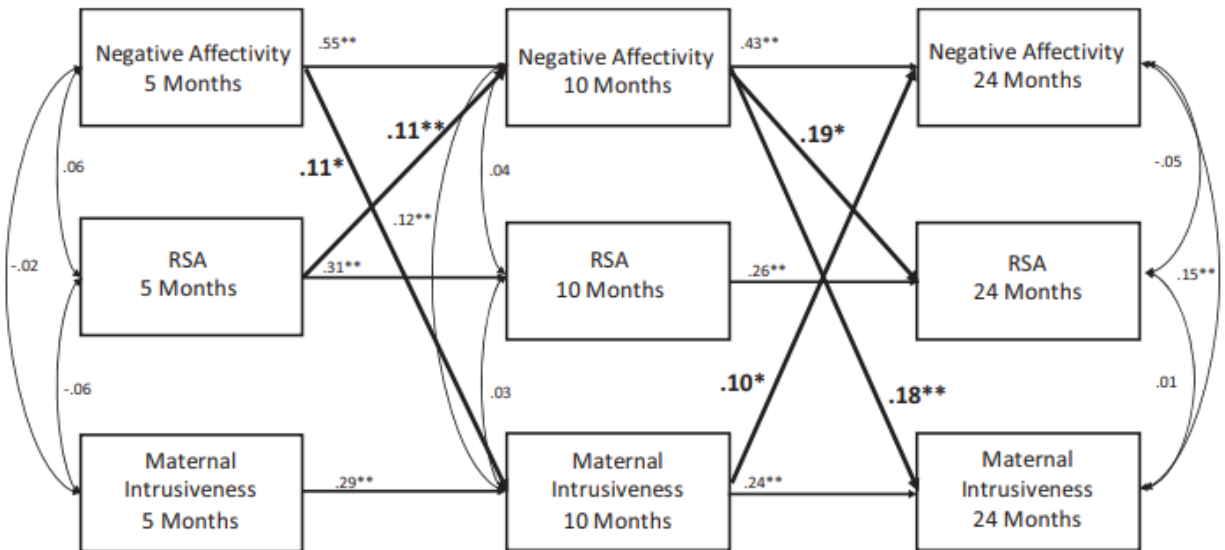 Negative Affectivity
5 Months
.55**
Negative Affectivity
10 Months
.43**
Negative Affectivity
24 Months
.11**
.19*
.06
.11*
.04
-.05
.12**
RSA
5 Months
-.02
.31**
RSA
10 Months
.26**
RSA
24 Months
.15**
-.06
.03
.10*
.18**
.01
Maternal
Intrusiveness
5 Months
.29**
Maternal
Intrusiveness
10 Months
.24**
Maternal
Intrusiveness
24 Months